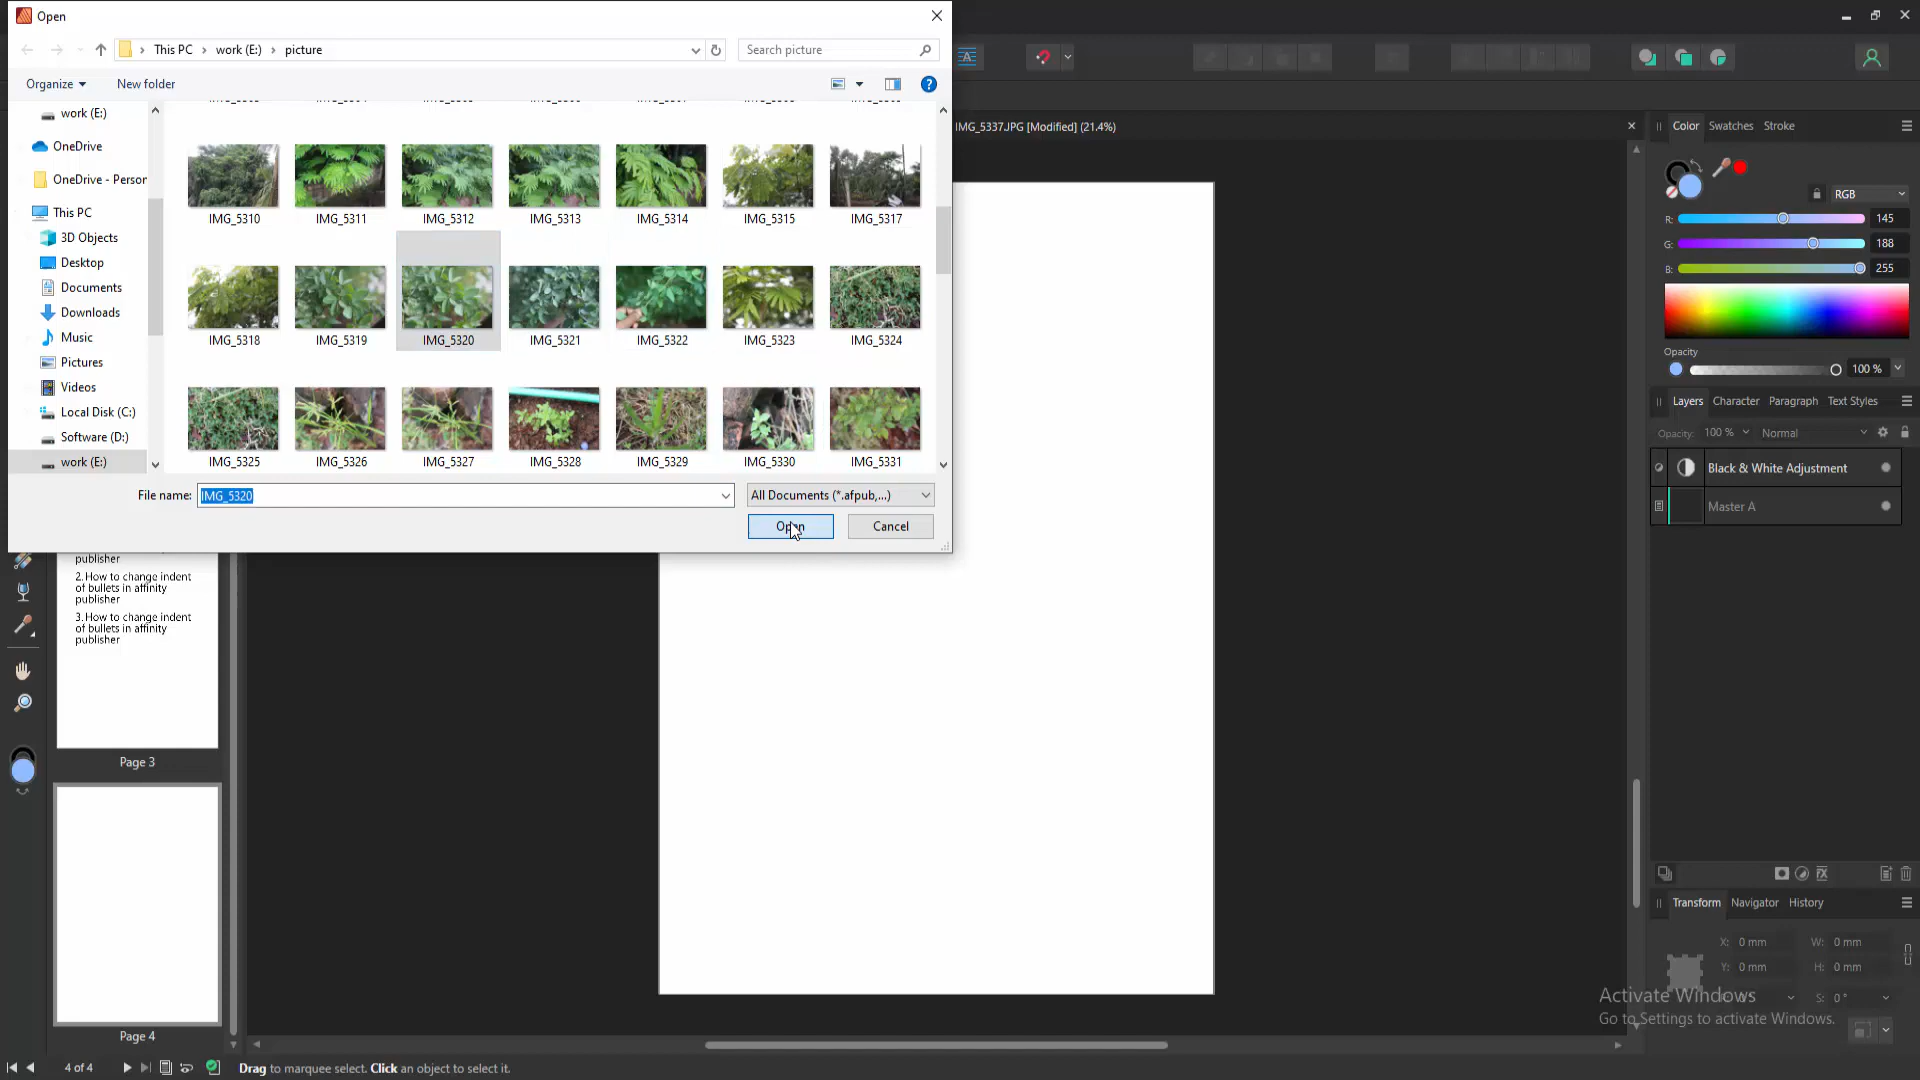 Open
This PC
work (E:)
picture
Search picture
Organize
New folder
work (E:)
OneDrive
OneDrive - Person
This PC
3D Objects
Desktop
Documents
Downloads
Music
Pictures
Videos
Local Disk (C:)
Software (D:)
work (E:)
IMG_5310
IMG_5311
IMG_5312
IMG_5313
IMG_5314
IMG_5315
IMG_5317
IMG_5318
IMG_5319
IMG_5320
IMG_5321
IMG_5322
IMG_5323
IMG_5324
IMG_5325
IMG_5326
IMG_5327
IMG_5328
IMG_5329
IMG_5330
IMG_5331
File name:
IMG_5320
All Documents (*.afpub,...)
Open
Cancel
IMG_5337.JPG [Modified] (21.4%)
publisher
2.How to change indent
of bullets in affinity
publisher
3.How to change indent
of bullets in affinity
publisher
Page 3
Page 4
Color
Swatches
Stroke
RGB
R:
145
G:
188
B:
255
Opacity
100 %
Layers
Character
Paragraph
Text Styles
Opacity:
100 %
Normal
Black & White Adjustment
Master A
Transform
Navigator
History
X:
0 mm
W:
0 mm
Y:
0 mm
H:
0 mm
0 °
S:
0 °
Activate Windows
Go to Settings to activate Windows.
4 of 4
Drag to marquee select. Click an object to select it.